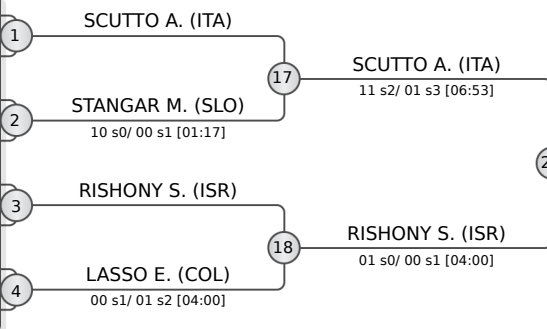 SCUTTO A. (ITA)
1
17
SCUTTO A. (ITA)
11 s2/ 01 s3 [06:53]
STANGAR M. (SLO)
2
10 s0/ 00 s1 [01:17]
RISHONY S. (ISR)
3
18
RISHONY S. (ISR)
01 s0/ 00 s1 [04:00]
LASSO E. (COL)
4
00 s1/ 01 s2 [04:00]